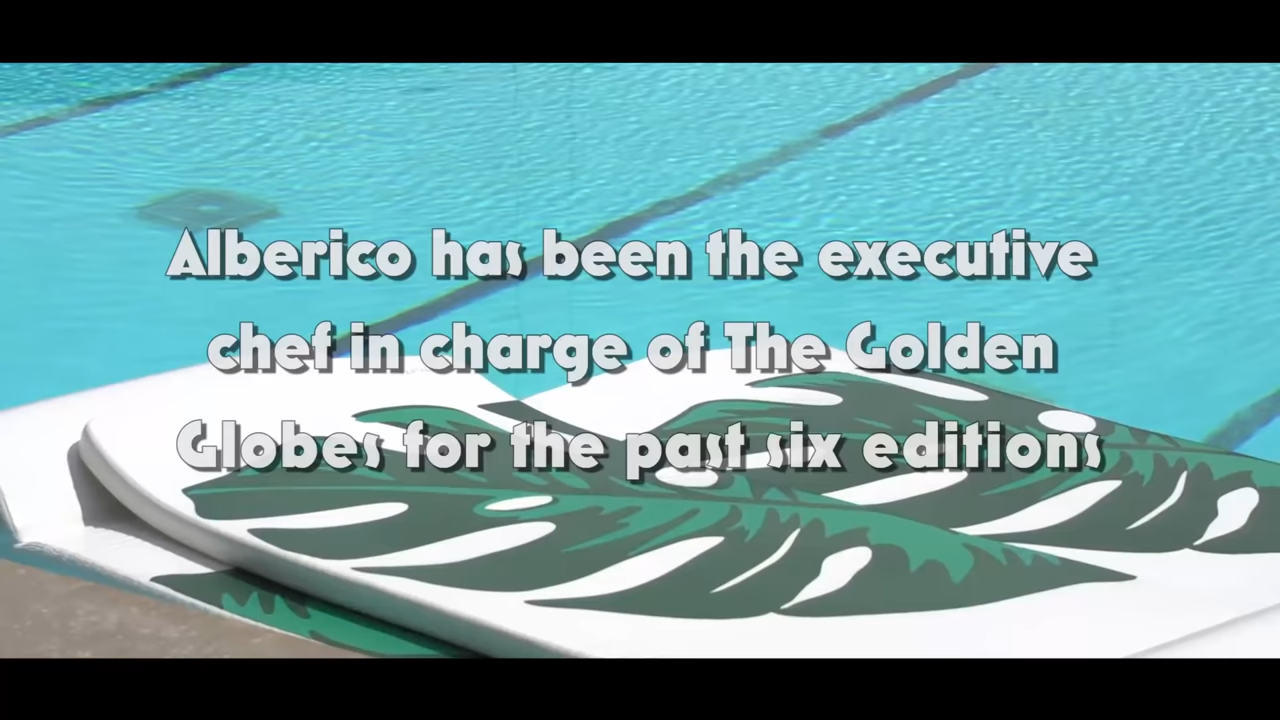 Alberico has been the executive
chef in charge of The Golden
Globes for the past six editions